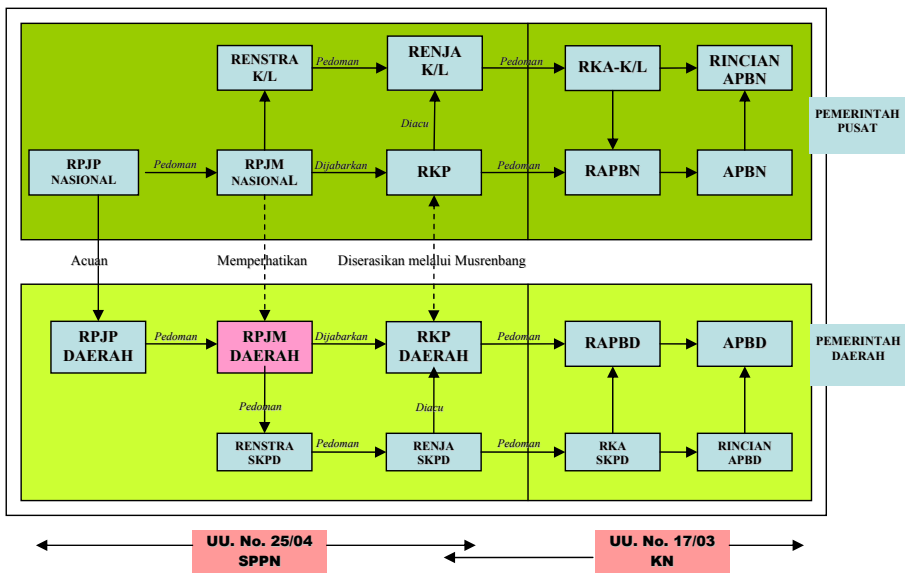 RENSTRA
K/L
Pedoman
RENJA
K/L
Pedoman
RKA-K/L
RINCIAN
APBN
PEMERINTAH
PUSAT
Diacu
RPJP
NASIONAL
Pedoman
RPJM
NASIONAL
Dijabarkan
RKP
Pedoman
RAPBN
APBN
Acuan
Memperhatikan
Diserasikan melalui Musrenbang
RPJP
DAERAH
Pedoman
RPJM
DAERAH
Dijabarkan
RKP
DAERAH
Pedoman
RAPBD
APBD
PEMERINTAH
DAERAH
Pedoman
Diacu
RENSTRA
SKPD
Pedoman
RENJA
SKPD
Pedoman
RKA
SKPD
RINCIAN
APBD
UU. No. 25/04
SPPN
UU. No. 17/03
KN